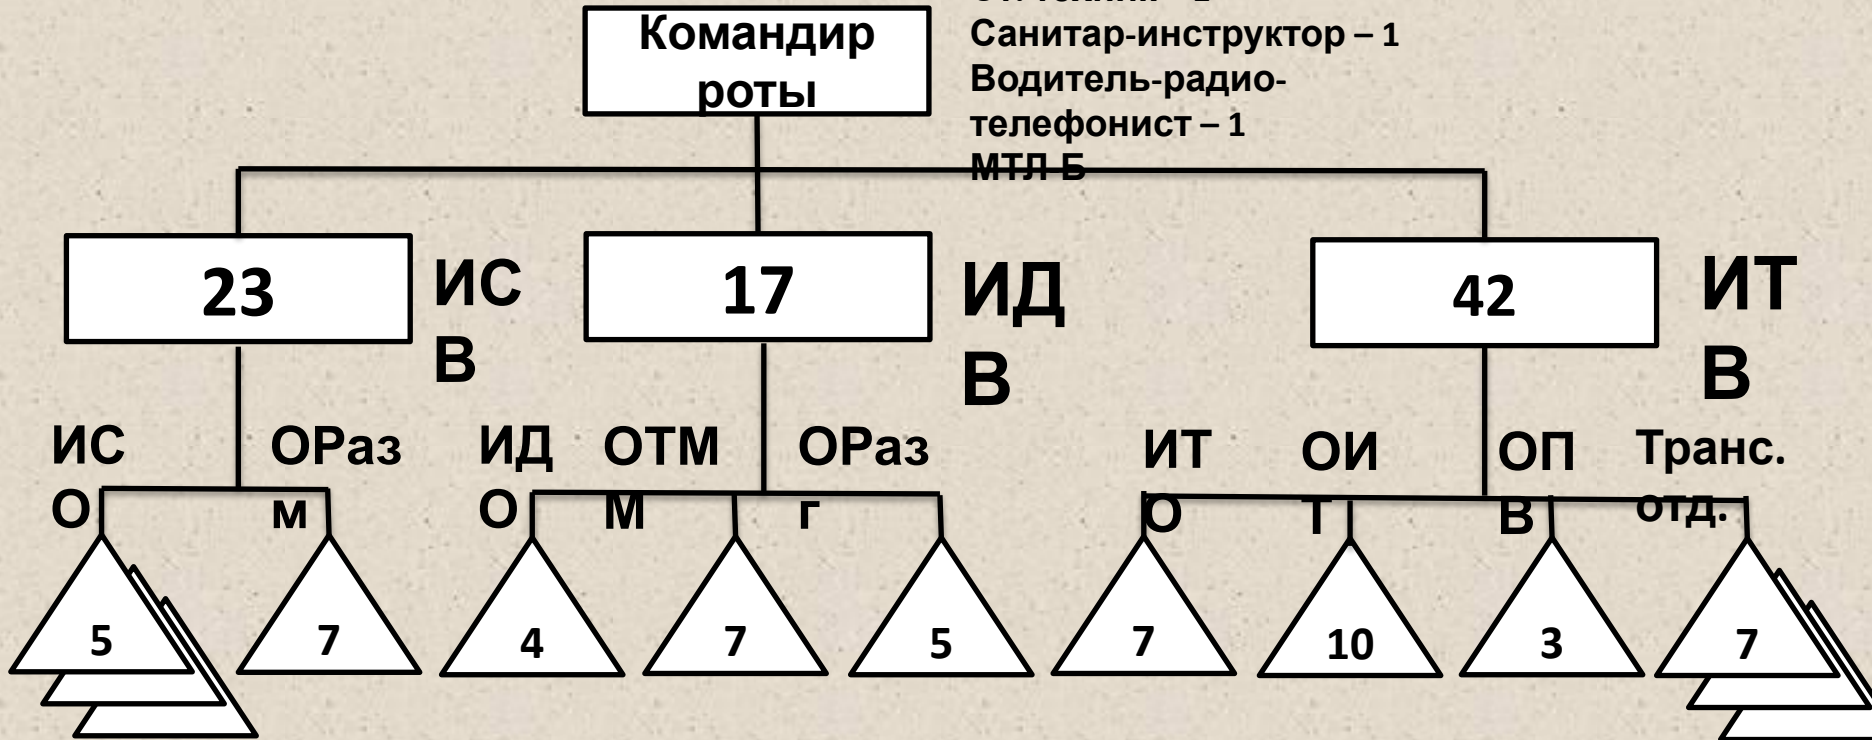 Командир
роты
Санитар-инструктор – 1
Водитель-радио-
телефонист – 1
МТЛ-Б
23
ИС
В
17
ИД
В
42
ИТ
В
ИС
О
ОРаз
м
ИД
О
ОТМ
М
ОРаз
г
ИТ
О
ОИ
Т
ОП
В
Транс.
отд.
5
7
4
7
5
7
10
3
7